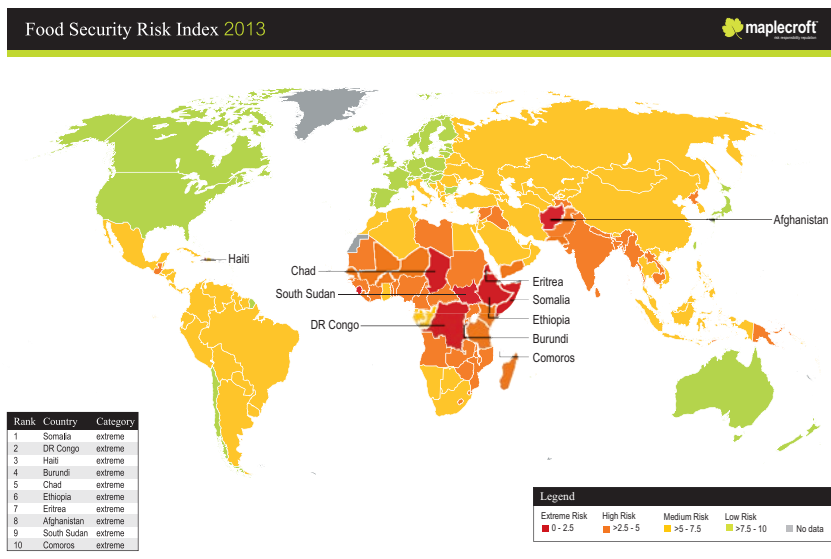 Food Security Risk Index 2013
maplecroft
risk responsibility reputation
Afghanistan
Haiti
Chad
Eritrea
South Sudan
Somalia
Ethiopia
DR Congo
Burundi
Comoros
Rank Country Category
1 Somalia extreme
2 DR Congo extreme
3 Haiti extreme
4 Burundi extreme
5 Chad extreme
6 Ethiopia extreme
7 Eritrea extreme
8 Afghanistan extreme
9 South Sudan extreme
10 Comoros extreme
Legend
Extreme Risk High Risk Medium Risk Low Risk
0 - 2.5 >2.5 - 5 >5 - 7.5 >7.5 - 10 No data